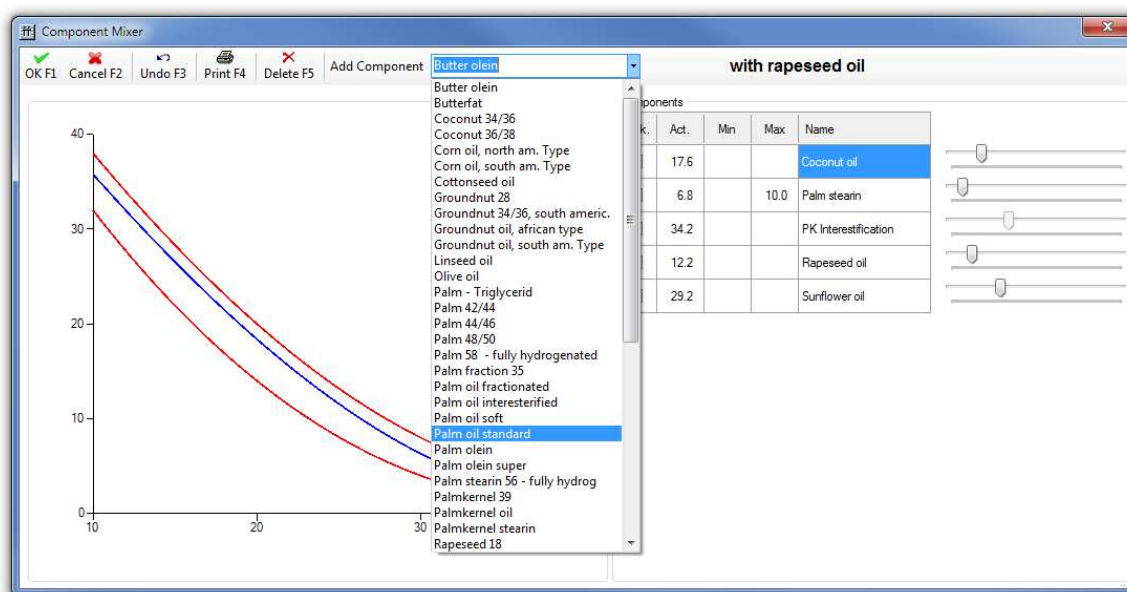 Component Mixer
OK F1 Cancel F2 Undo F3 Print F4 Delete F5 Add Component Butter olein with rapeseed oil
Butter olein
Butterfat
Coconut 34/36
Coconut 36/38
Corn oil, north am. Type
Corn oil, south am. Type
Cottonseed oil
Groundnut 28
Groundnut 34/36, south americ.
Groundnut oil, african type
Groundnut oil, south am. Type
Linseed oil
Olive oil
Palm - Triglycerid
Palm 42/44
Palm 44/46
Palm 48/50
Palm 58 - fully hydrogenated
Palm fraction 35
Palm oil fractionated
Palm oil interesterified
Palm oil soft
Palm oil standard
Palm olein
Palm olein super
Palm stearin 56 - fully hydrog
Palmkernel 39
Palmkernel oil
Palmkernel stearin
Rapeseed 18
40
30
20
10
0
10 20 30
ponents
k. Act. Min Max Name
17.6 Coconut oil
6.8 10.0 Palm stearin
34.2 PK Interestification
12.2 Rapeseed oil
29.2 Sunflower oil